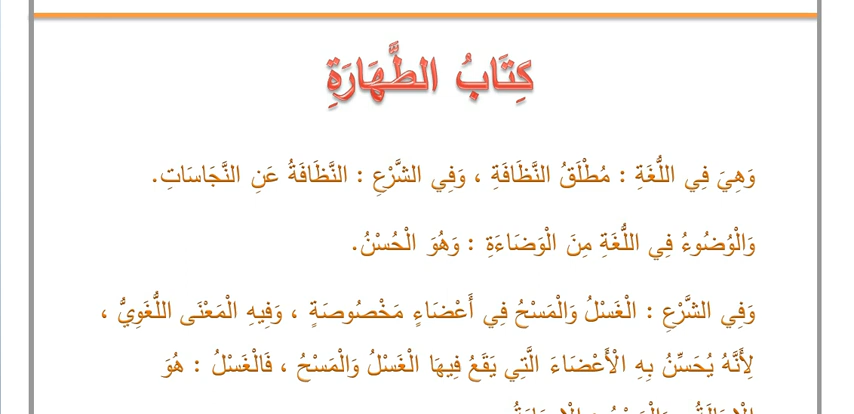 كِتَابُ الطَّهَارَةِ
وَهِيَ فِي اللُّغَةِ : مُطْلَقُ النَّظَافَةِ ، وَفِي الشَّرْعِ : النَّظَافَةُ عَنِ النَّجَاسَاتِ.
وَالْوُضُوءُ فِي اللُّغَةِ مِنَ الْوَضَاءَةِ : وَهُوَ الْحُسْنُ.
وَفِي الشَّرْعِ : الْغَسْلُ وَالْمَسْحُ فِي أَعْضَاءٍ مَخْصُوصَةٍ ، وَفِيهِ الْمَعْنَى اللُّغَوِيُّ ،
لِأَنَّهُ يُحَسِّنُ بِهِ الْأَعْضَاءَ الَّتِي يَقَعُ فِيهَا الْغَسْلُ وَالْمَسْحُ ، فَالْغَسْلُ : هُوَ